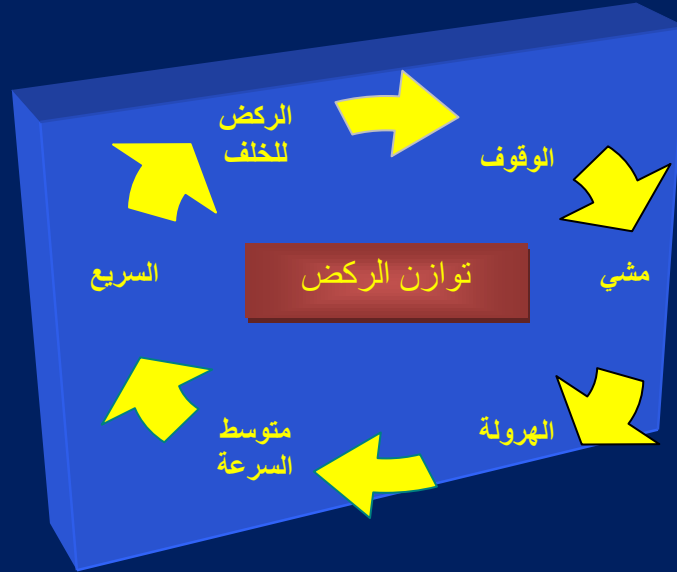 الركض
للخلف
الوقوف
مشي
الهرولة
متوسط
السرعة
السريع
توازن الركض